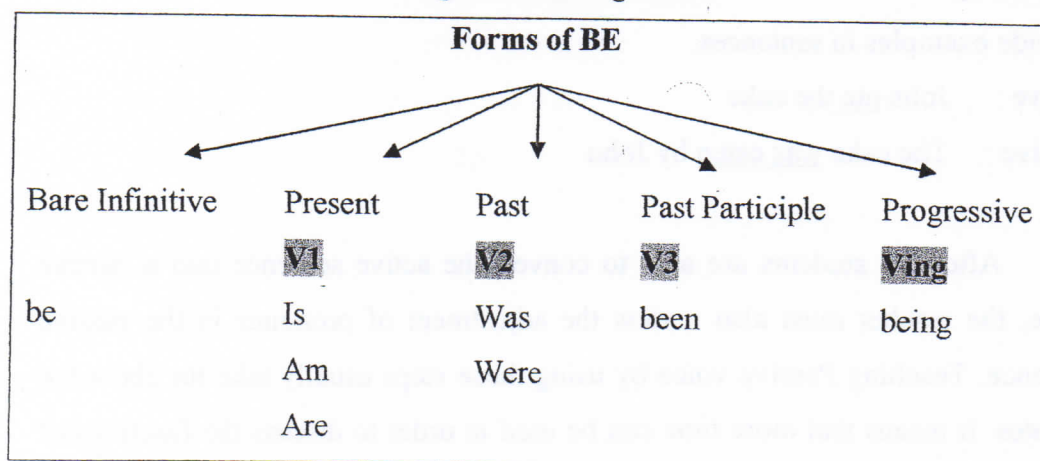 Forms of BE
Bare Infinitive Present Past Past Participle Progressive
V1 V2 V3 Ving
be Is Was been being
Am Were
Are